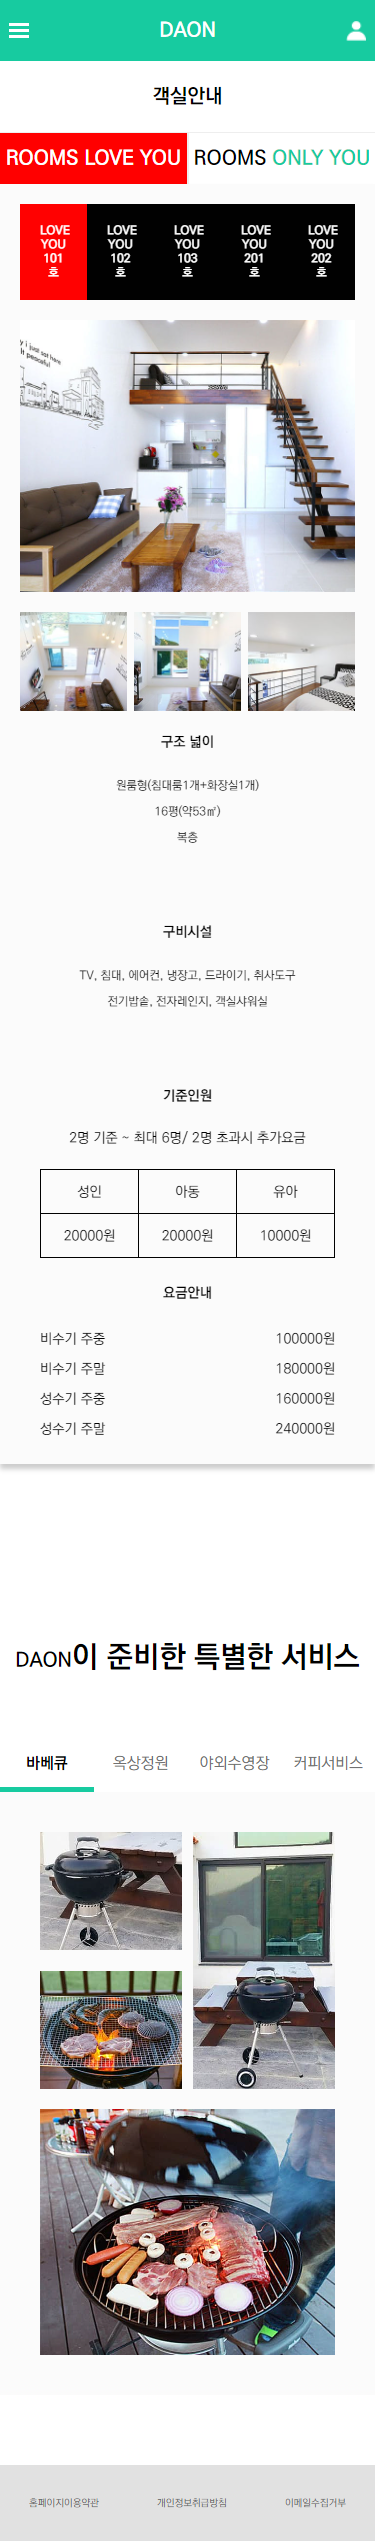 DAON
객실안내
ROOMS LOVE YOU ROOMS ONLY YOU
LOVE YOU 101 호
LOVE YOU 102 호
LOVE YOU 103 호
LOVE YOU 201 호
LOVE YOU 202 호
구조 넓이
원룸형(침대룸1개+화장실1개)
16평(약53㎡)
복층
구비시설
TV, 침대, 에어컨, 냉장고, 드라이기, 취사도구
전기밥솥, 전자레인지, 객실샤워실
기준인원
2명 기준 ~ 최대 6명/ 2명 초과시 추가요금
성인 아동 유아
20000원 20000원 10000원
요금안내
비수기 주중 100000원
비수기 주말 180000원
성수기 주중 160000원
성수기 주말 240000원
DAON이 준비한 특별한 서비스
바베큐 옥상정원 야외수영장 커피서비스
홈페이지이용약관 개인정보취급방침 이메일수집거부